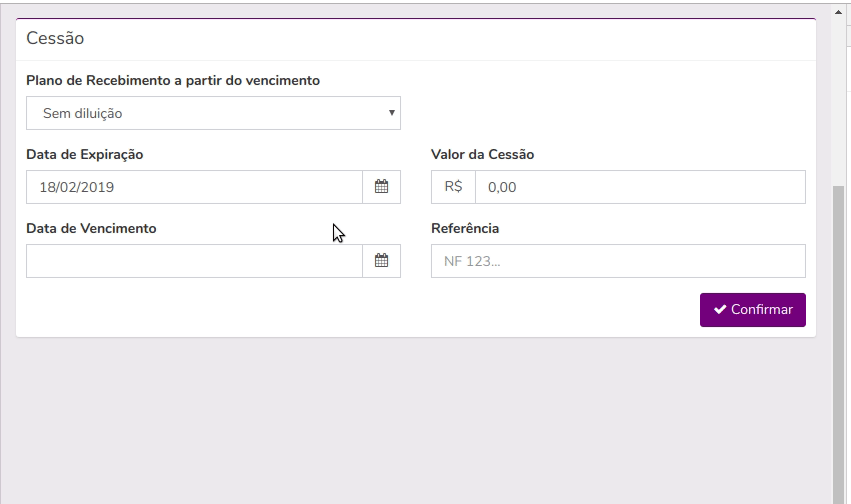 Cessão
Plano de Recebimento a partir do vencimento
Sem diluição
Data de Expiração
Valor da Cessão
18/02/2019
R$ 0,00
Data de Vencimento
Referência
NF 123...
Confirmar